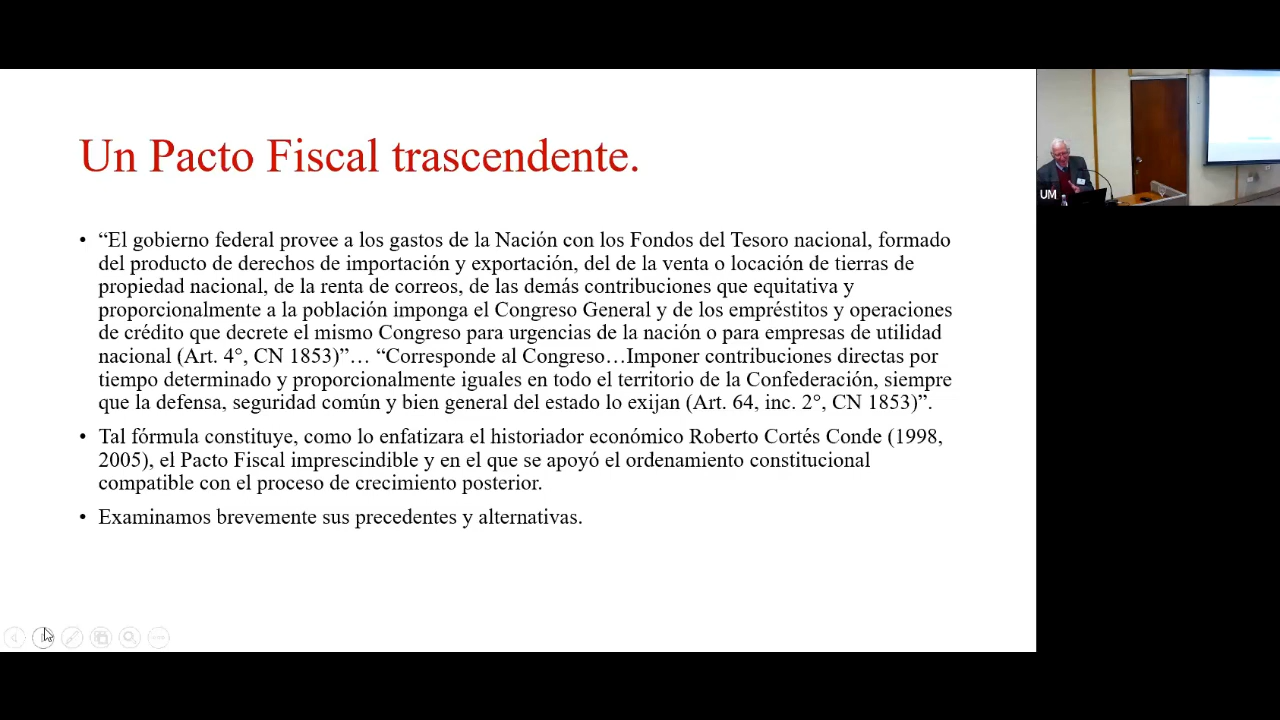 Un Pacto Fiscal trascendente.
• “El gobierno federal provee a los gastos de la Nación con los Fondos del Tesoro nacional, formado
del producto de derechos de importación y exportación, del de la venta o locación de tierras de
propiedad nacional, de la renta de correos, de las demás contribuciones que equitativa y
proporcionalmente a la población imponga el Congreso General y de los empréstitos y operaciones
de crédito que decrete el mismo Congreso para urgencias de la nación o para empresas de utilidad
nacional (Art. 4°, CN 1853)”… “Corresponde al Congreso…Imponer contribuciones directas por
tiempo determinado y proporcionalmente iguales en todo el territorio de la Confederación, siempre
que la defensa, seguridad común y bien general del estado lo exijan (Art. 64, inc. 2°, CN 1853)”.
• Tal fórmula constituye, como lo enfatizara el historiador económico Roberto Cortés Conde (1998,
2005), el Pacto Fiscal imprescindible y en el que se apoyó el ordenamiento constitucional
compatible con el proceso de crecimiento posterior.
• Examinamos brevemente sus precedentes y alternativas.
UM